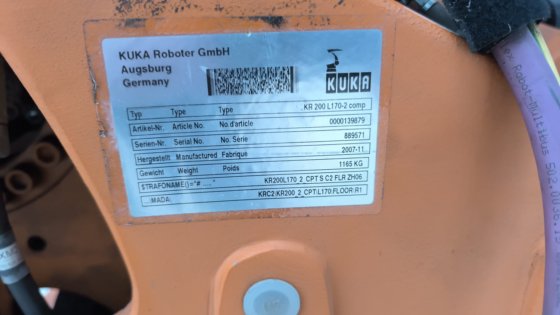 KUKA Roboter GmbH
Augsburg
Germany
KUKA
Typ Type Type KR 200 L170-2 comp
Artikel-Nr. Article No. No.d'article 0000139879
Serien-Nr. Serial No. No. Série 889571
Hergestellt Manufactured Fabrique 2007-11
Gewicht Weight Poids 1165 KG
$TRAFONAME[]="# ...." KR200L170_2_CPT S C2 FLR ZH06
MADA: KRC2\KR200_2_CPT\L170\FLOOR\R1